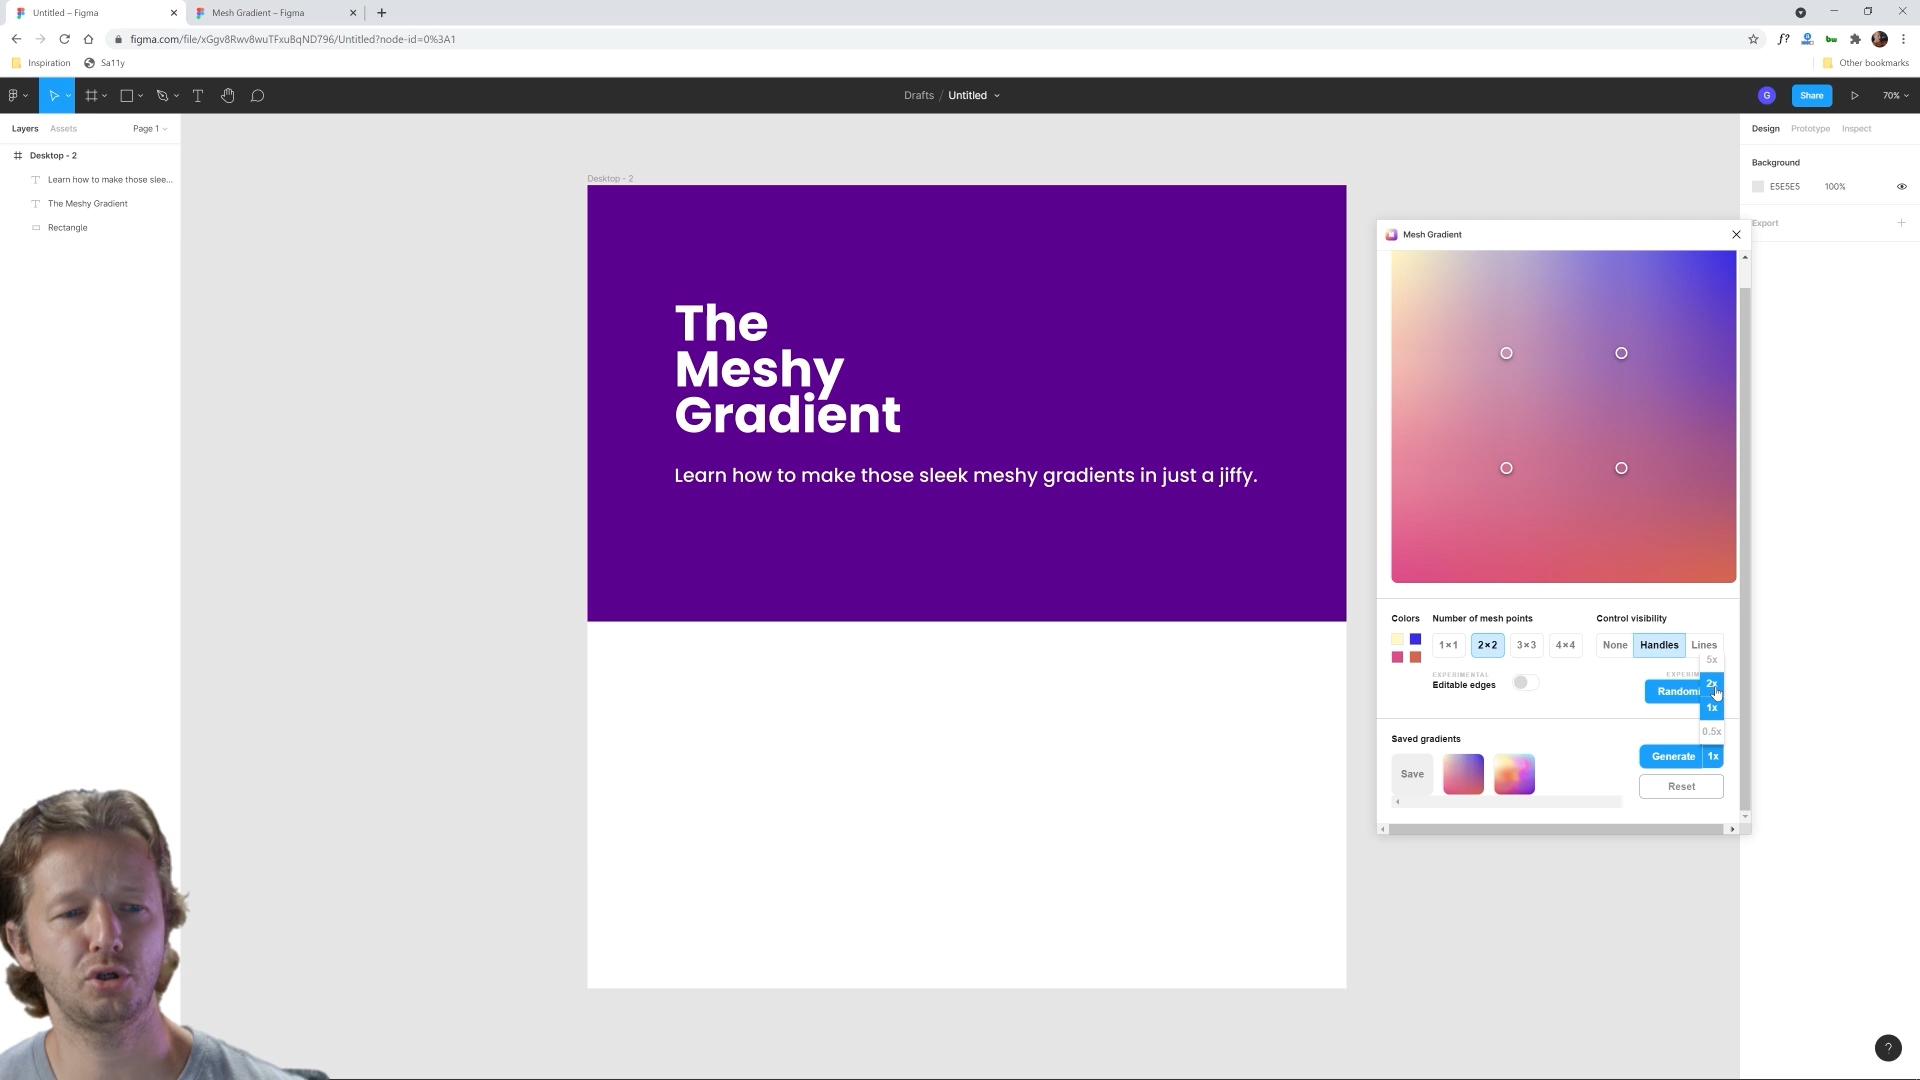 Untitled – Figma
Mesh Gradient – Figma
figma.com/file/xGgv8Rwv8wuTFxuBqND796/Untitled?node-id=0%3A1
Inspiration
Sa11y
Other bookmarks
Drafts / Untitled
G
Share
70%
Layers
Assets
Page 1
Design
Prototype
Inspect
Desktop - 2
Learn how to make those slee...
The Meshy Gradient
Rectangle
Background
E5E5E5
100%
Export
Desktop - 2
The
Meshy
Gradient
Learn how to make those sleek meshy gradients in just a jiffy.
Mesh Gradient
Colors
Number of mesh points
Control visibility
1×1
2×2
3×3
4×4
None
Handles
Lines
EXPERIMENTAL
Editable edges
EXPERIM
Randomi
5x
2x
1x
0.5x
Saved gradients
Save
Generate
1x
Reset
?